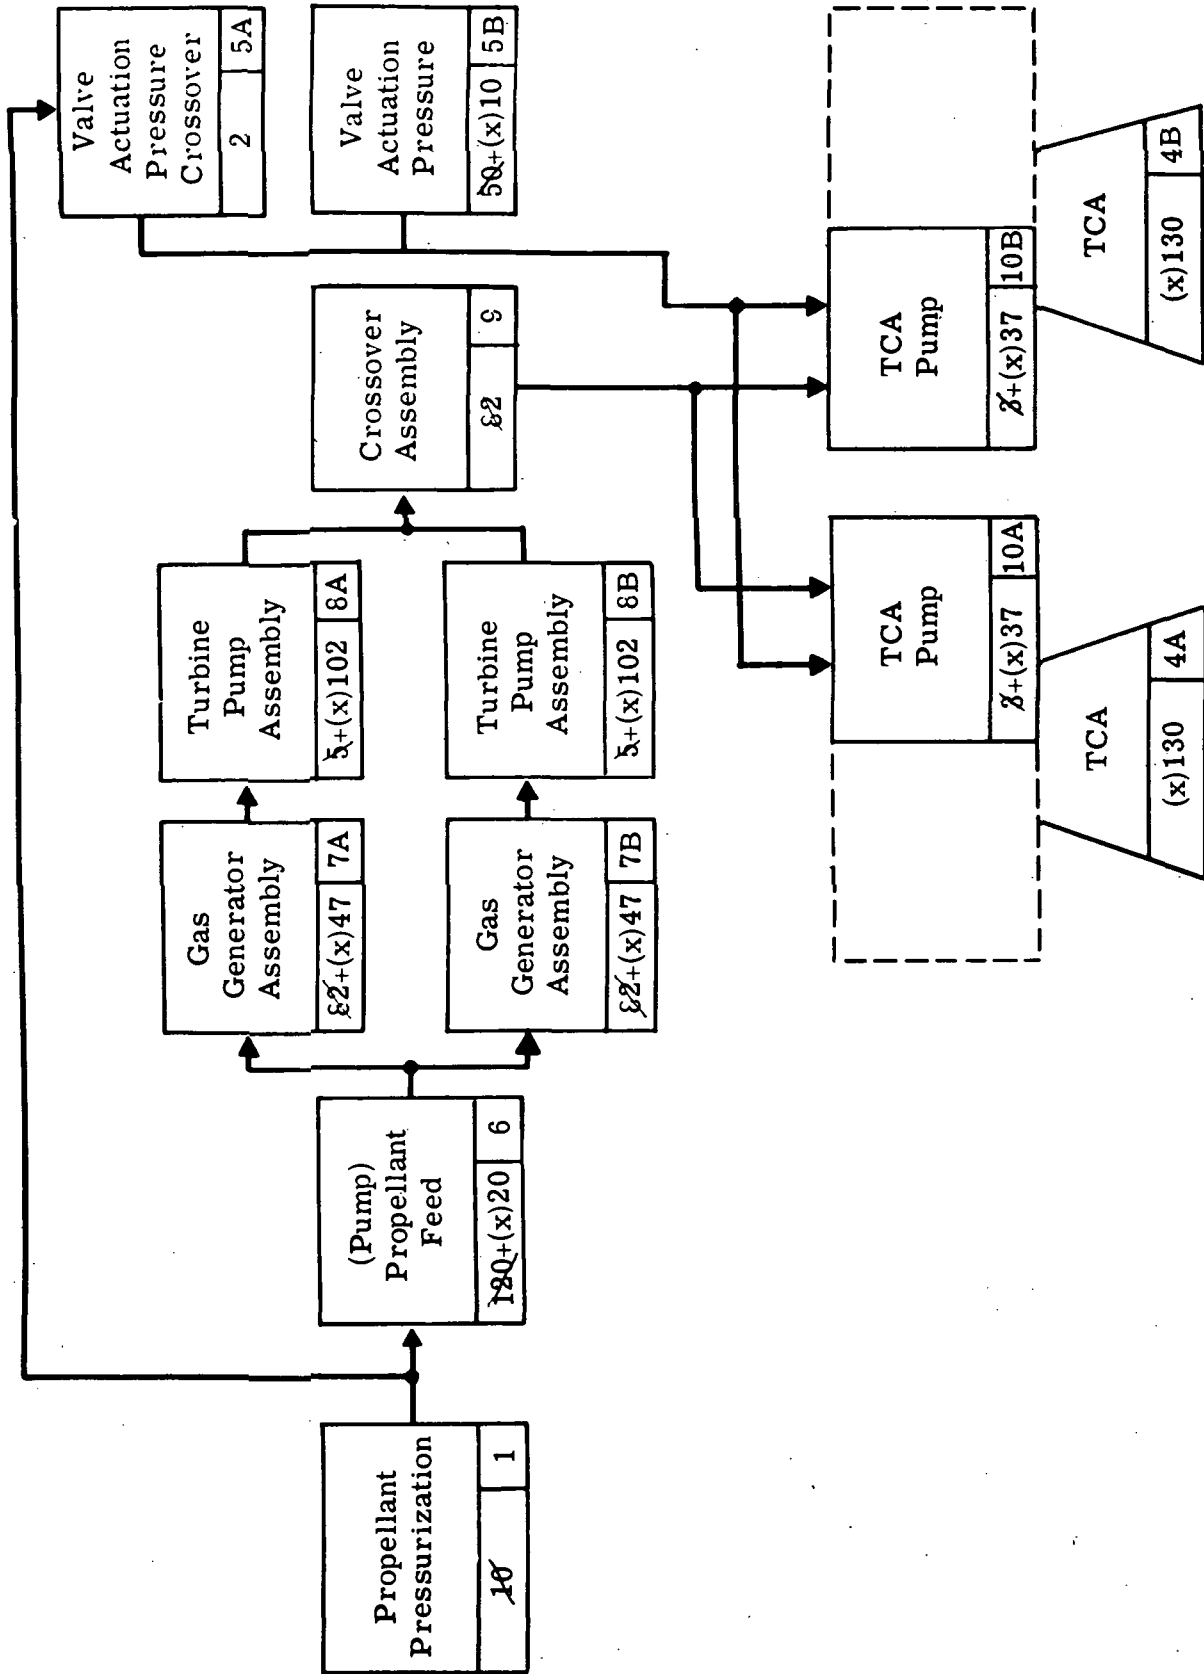 Propellant
Pressurization
10
1
(Pump)
Propellant
Feed
120+(x)20
6
Gas
Generator
Assembly
82+(x)47
7A
Gas
Generator
Assembly
82+(x)47
7B
Turbine
Pump
Assembly
5+(x)102
8A
Turbine
Pump
Assembly
5+(x)102
8B
Crossover
Assembly
82
9
Valve
Actuation
Pressure
Crossover
2
5A
Valve
Actuation
Pressure
50+(x)10
5B
TCA
Pump
3+(x)37
10A
TCA
Pump
3+(x)37
10B
TCA
(x)130
4A
TCA
(x)130
4B